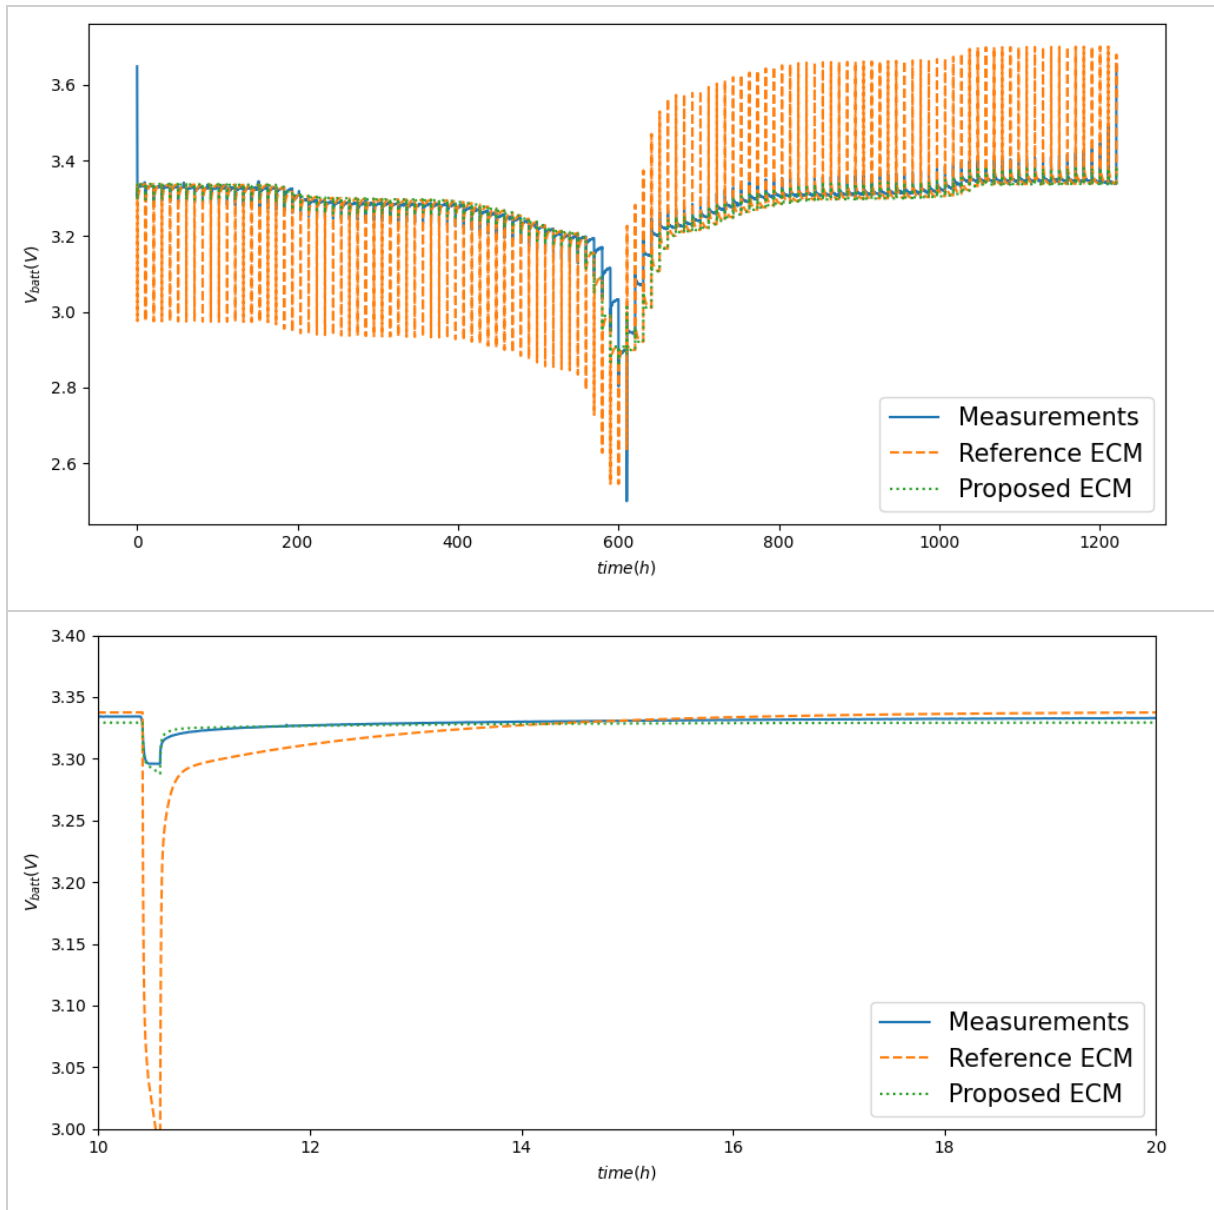 3.6
3.4
3.2
3.0
2.8
2.6
V_batt(V)
0 200 400 600 800 1000 1200
time(h)
Measurements
Reference ECM
Proposed ECM
3.40
3.35
3.30
3.25
3.20
3.15
3.10
3.05
3.00
V_batt(V)
10 12 14 16 18 20
time(h)
Measurements
Reference ECM
Proposed ECM